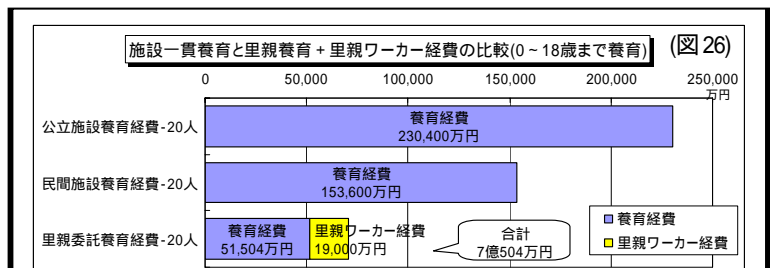 施設一貫養育と里親養育+里親ワーカー経費の比較(0~18歳まで養育)
(図26)
0 50,000 100,000 150,000 200,000 250,000
万円
公立施設養育経費-20人
養育経費
230,400万円
民間施設養育経費-20人
養育経費
153,600万円
里親委託養育経費-20人
養育経費
51,504万円
里親ワーカー経費
19,000万円
合計
7億504万円
養育経費
里親ワーカー経費